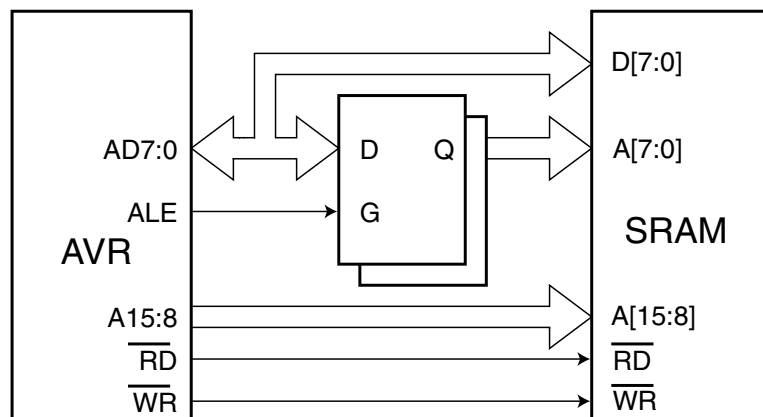 D[7:0]
AD7:0
D
Q
A[7:0]
ALE
G
AVR
SRAM
A15:8
A[15:8]
RD
RD
WR
WR